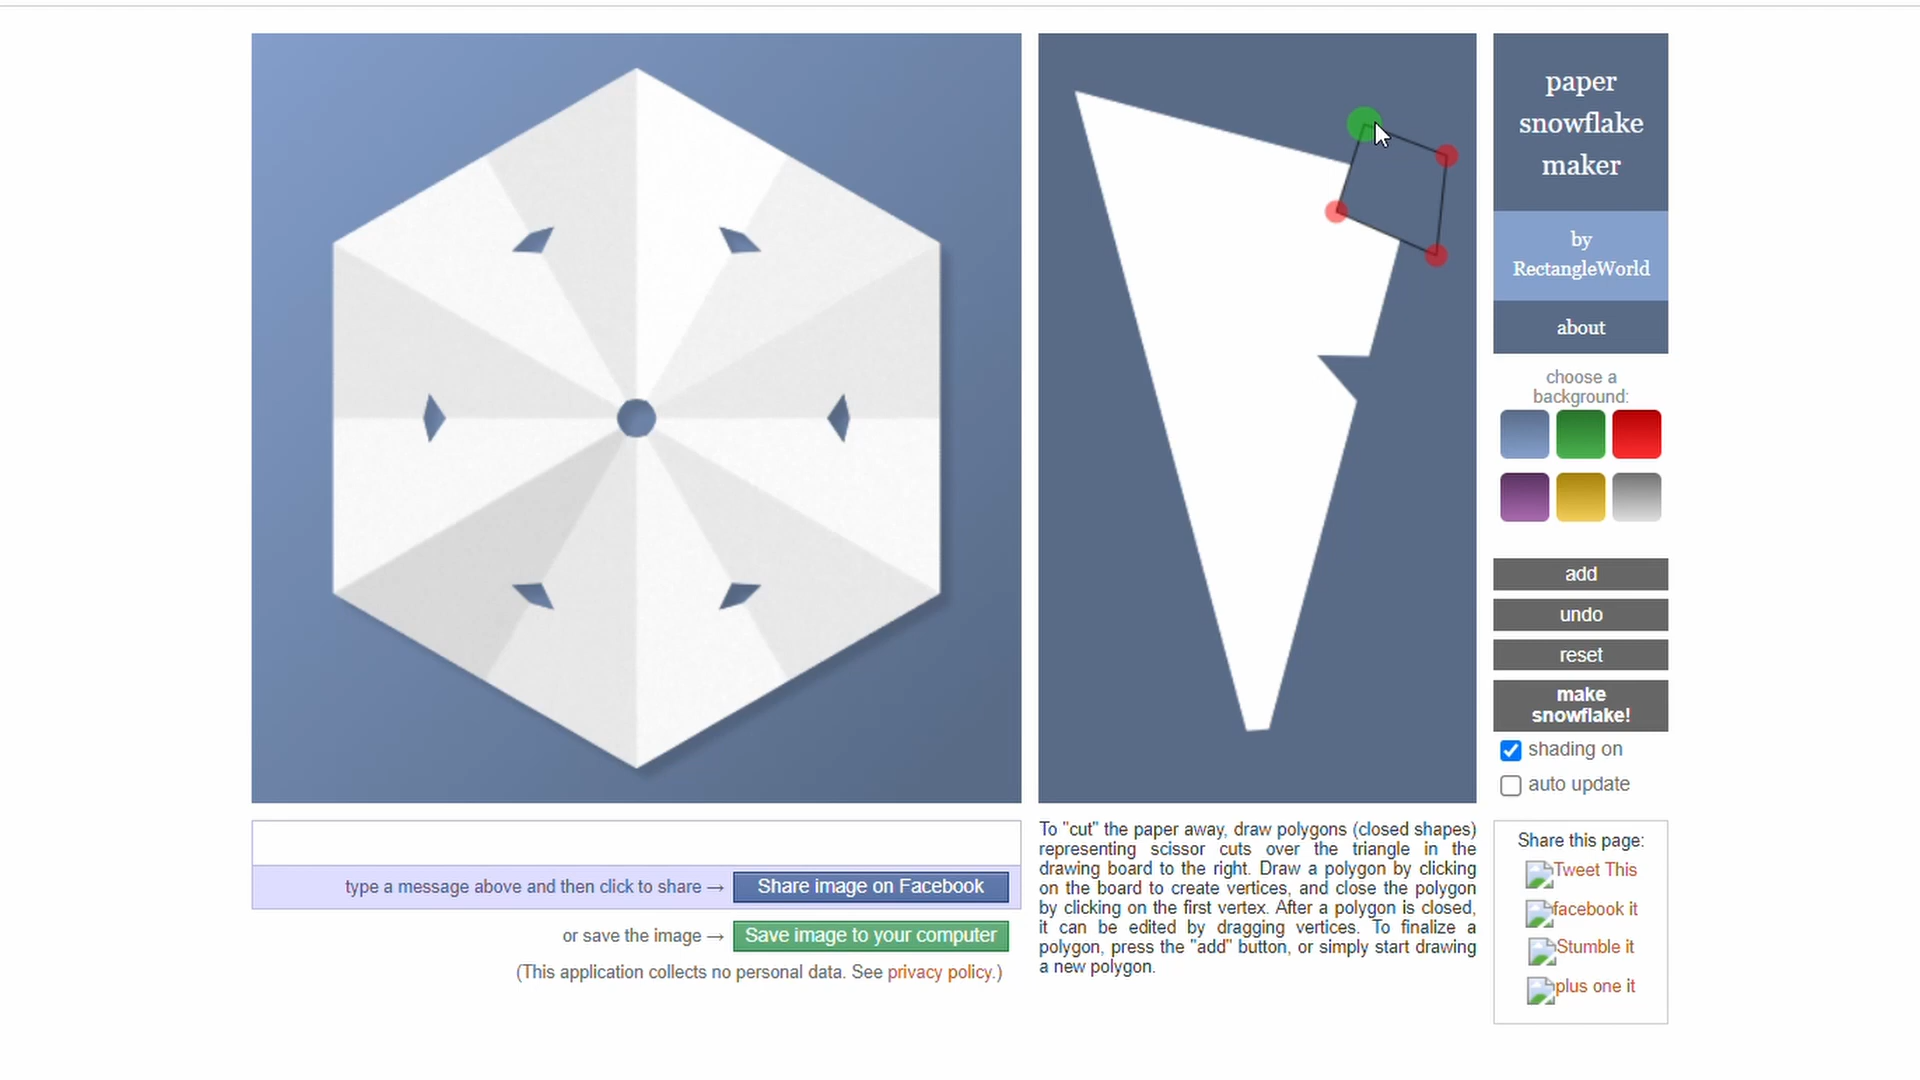 paper
snowflake
maker
by
RectangleWorld
about
choose a
background:
add
undo
reset
make
snowflake!
shading on
auto update
type a message above and then click to share →
Share image on Facebook
or save the image →
Save image to your computer
(This application collects no personal data. See privacy policy.)
To "cut" the paper away, draw polygons (closed shapes)
representing scissor cuts over the triangle in the
drawing board to the right. Draw a polygon by clicking
on the board to create vertices, and close the polygon
by clicking on the first vertex. After a polygon is closed,
it can be edited by dragging vertices. To finalize a
polygon, press the "add" button, or simply start drawing
a new polygon.
Share this page:
Tweet This
facebook it
Stumble it
plus one it